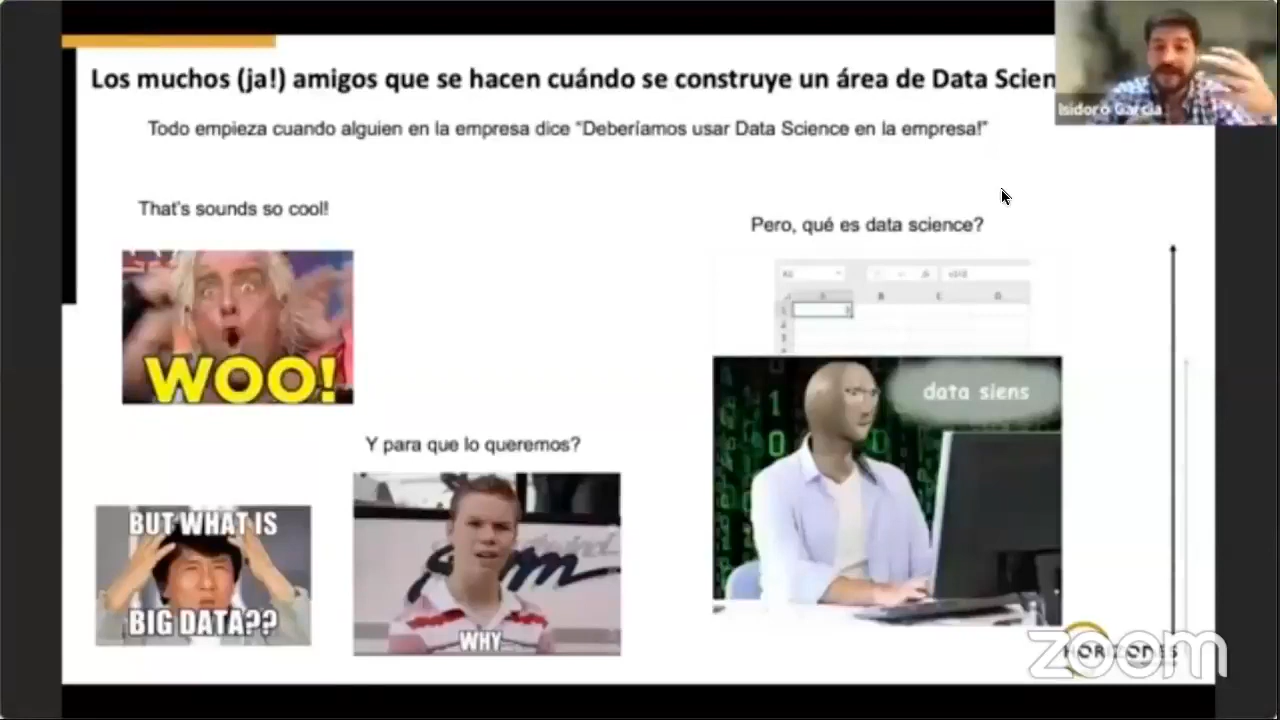 Los muchos (ja!) amigos que se hacen cuándo se construye un área de Data Scien
Isidoro García
Todo empieza cuando alguien en la empresa dice “Deberíamos usar Data Science en la empresa!”
That's sounds so cool!
Pero, qué es data science?
A B C D
WOO!
data siens
Y para que lo queremos?
BUT WHAT IS
BIG DATA??
WHY
HORIZONES
zoom